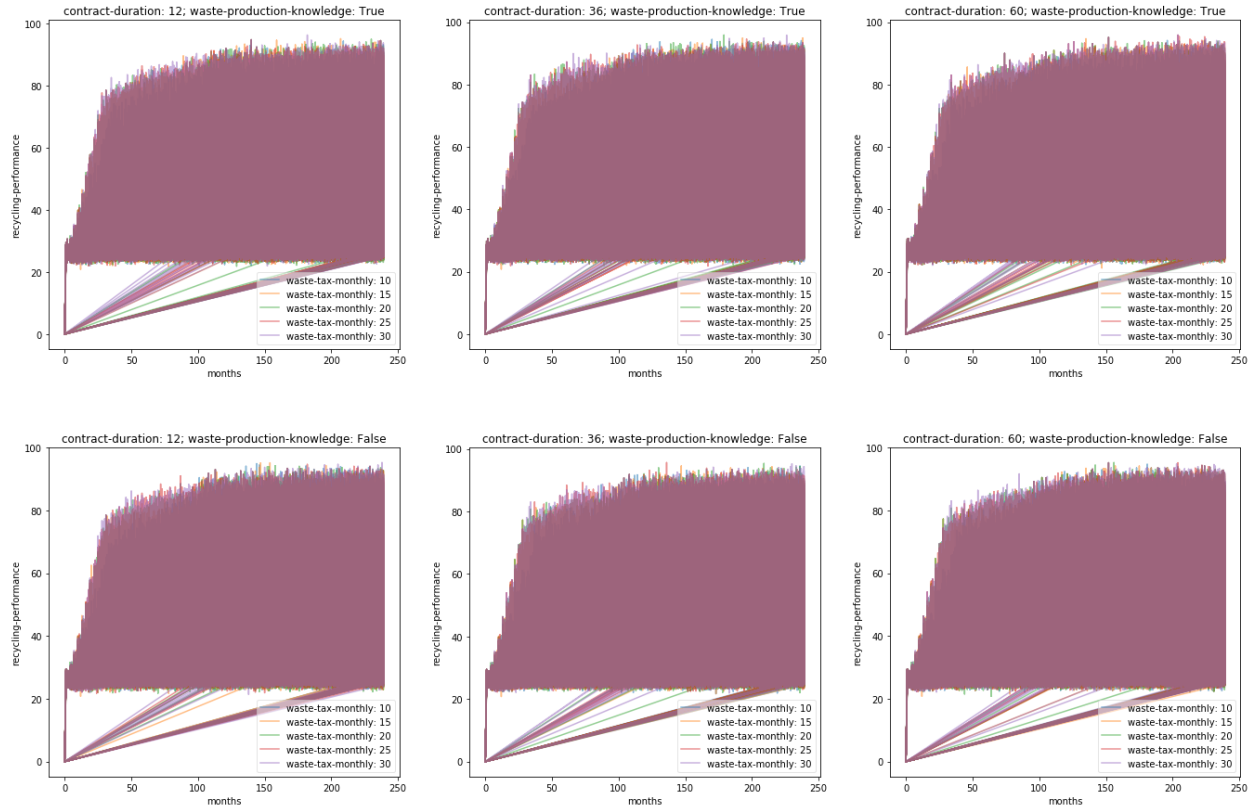 contract-duration: 12; waste-production-knowledge: True
100
80
60
40
20
0
recycling-performance
waste-tax-monthly: 10
waste-tax-monthly: 15
waste-tax-monthly: 20
waste-tax-monthly: 25
waste-tax-monthly: 30
0 50 100 150 200 250
months
contract-duration: 36; waste-production-knowledge: True
100
80
60
40
20
0
recycling-performance
waste-tax-monthly: 10
waste-tax-monthly: 15
waste-tax-monthly: 20
waste-tax-monthly: 25
waste-tax-monthly: 30
0 50 100 150 200 250
months
contract-duration: 60; waste-production-knowledge: True
100
80
60
40
20
0
recycling-performance
waste-tax-monthly: 10
waste-tax-monthly: 15
waste-tax-monthly: 20
waste-tax-monthly: 25
waste-tax-monthly: 30
0 50 100 150 200 250
months
contract-duration: 12; waste-production-knowledge: False
100
80
60
40
20
0
recycling-performance
waste-tax-monthly: 10
waste-tax-monthly: 15
waste-tax-monthly: 20
waste-tax-monthly: 25
waste-tax-monthly: 30
0 50 100 150 200 250
months
contract-duration: 36; waste-production-knowledge: False
100
80
60
40
20
0
recycling-performance
waste-tax-monthly: 10
waste-tax-monthly: 15
waste-tax-monthly: 20
waste-tax-monthly: 25
waste-tax-monthly: 30
0 50 100 150 200 250
months
contract-duration: 60; waste-production-knowledge: False
100
80
60
40
20
0
recycling-performance
waste-tax-monthly: 10
waste-tax-monthly: 15
waste-tax-monthly: 20
waste-tax-monthly: 25
waste-tax-monthly: 30
0 50 100 150 200 250
months